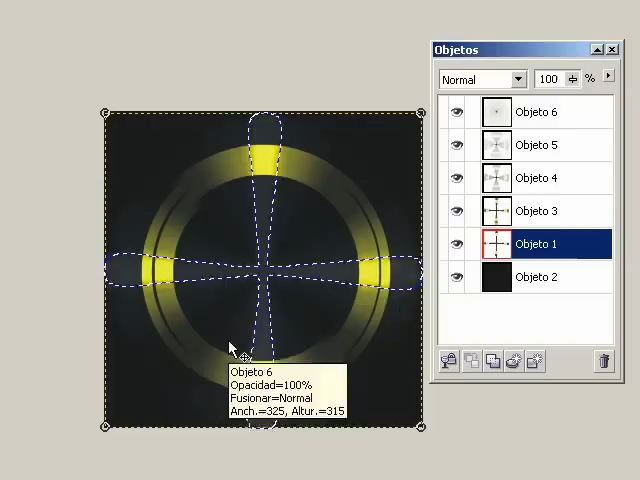 Objetos
Normal 100 %
Objeto 6
Objeto 5
Objeto 4
Objeto 3
Objeto 1
Objeto 2
Objeto 6
Opacidad=100%
Fusionar=Normal
Anch.=325, Altur.=315